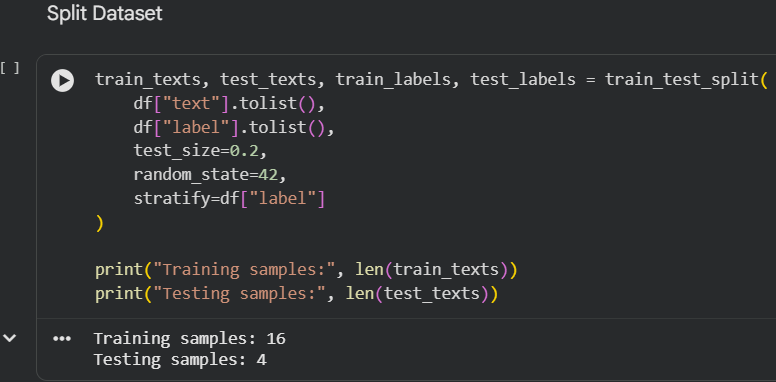 Split Dataset
[ ]
train_texts, test_texts, train_labels, test_labels = train_test_split(
    df["text"].tolist(),
    df["label"].tolist(),
    test_size=0.2,
    random_state=42,
    stratify=df["label"]
)

print("Training samples:", len(train_texts))
print("Testing samples:", len(test_texts))
Training samples: 16
Testing samples: 4